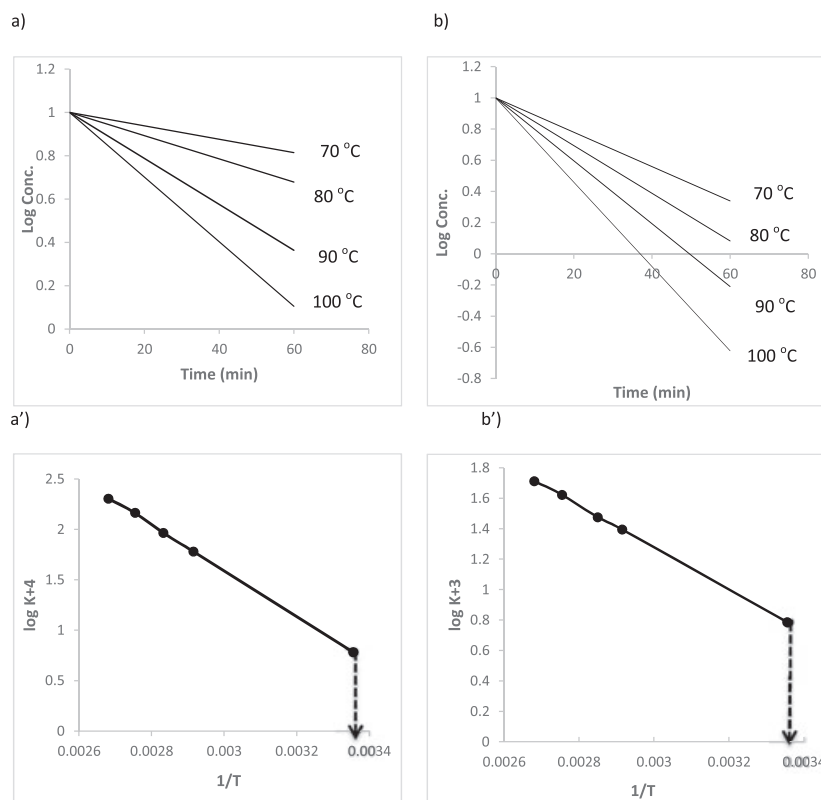 a)
b)
1.2
1
0.8
0.6
0.4
0.2
0
0
20
40
60
80
Log Conc.
Time (min)
70 °C
80 °C
90 °C
100 °C
1.2
1
0.8
0.6
0.4
0.2
0
-0.2
-0.4
-0.6
-0.8
0
20
40
60
80
Log Conc.
Time (min)
70 °C
80 °C
90 °C
100 °C
a')
b')
2.5
2
1.5
1
0.5
0
0.0026
0.0028
0.003
0.0032
0.0034
log K+4
1/T
1.8
1.6
1.4
1.2
1
0.8
0.6
0.4
0.2
0
0.0026
0.0028
0.003
0.0032
0.0034
log K+3
1/T